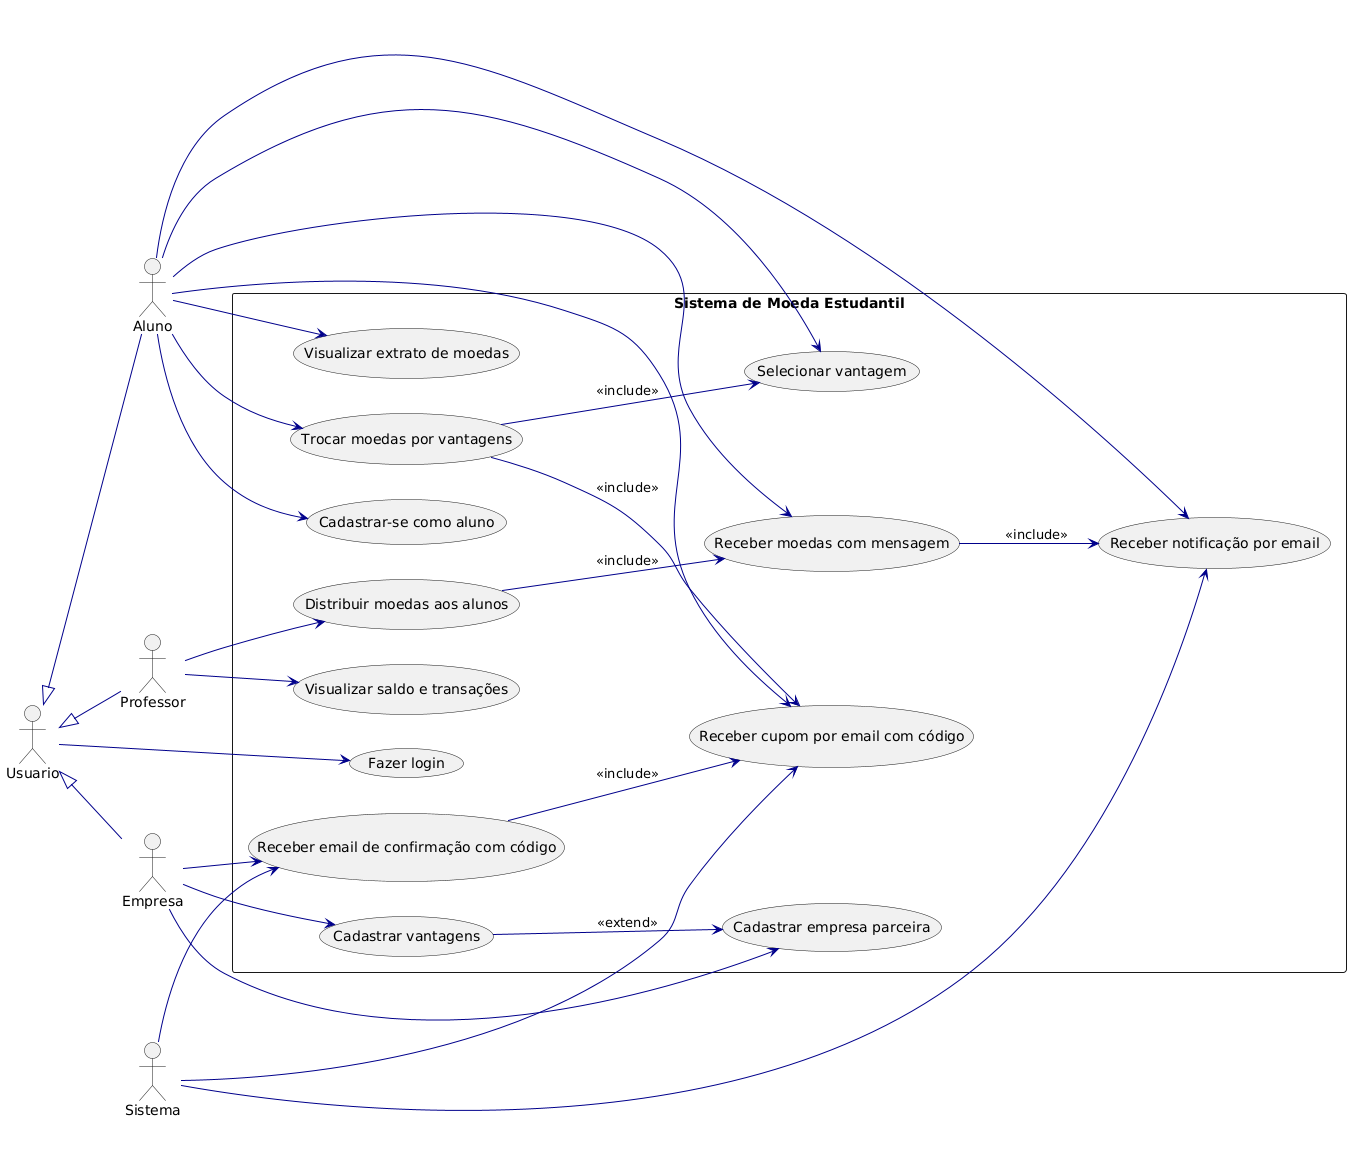 Sistema de Moeda Estudantil
Aluno
Visualizar extrato de moedas
Selecionar vantagem
«include»
Trocar moedas por vantagens
«include»
Cadastrar-se como aluno
Receber moedas com mensagem
«include»
Receber notificação por email
«include»
Distribuir moedas aos alunos
Professor
Visualizar saldo e transações
Receber cupom por email com código
Usuario
Fazer login
«include»
Receber email de confirmação com código
Empresa
Cadastrar vantagens
«extend»
Cadastrar empresa parceira
Sistema